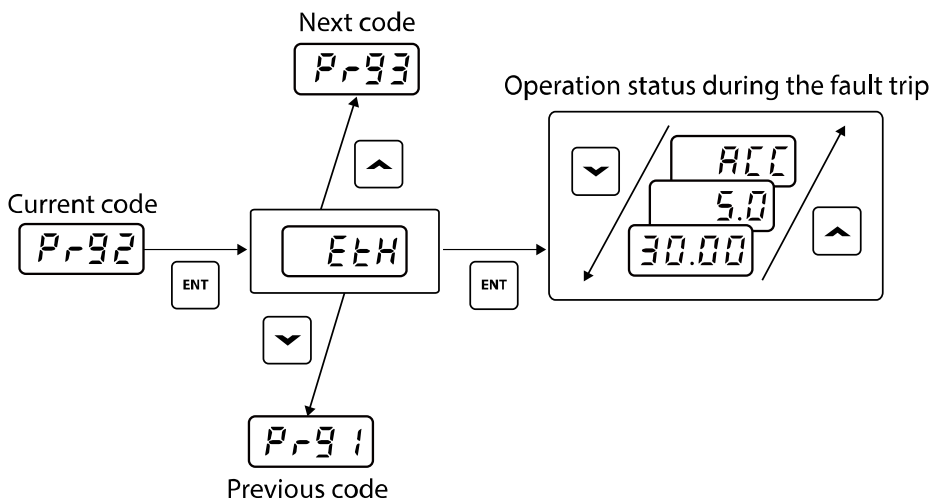 Next code
Pr93
Operation status during the fault trip
ACC
5.0
30.00
Current code
Pr92
ENT
EtH
ENT
Pr91
Previous code